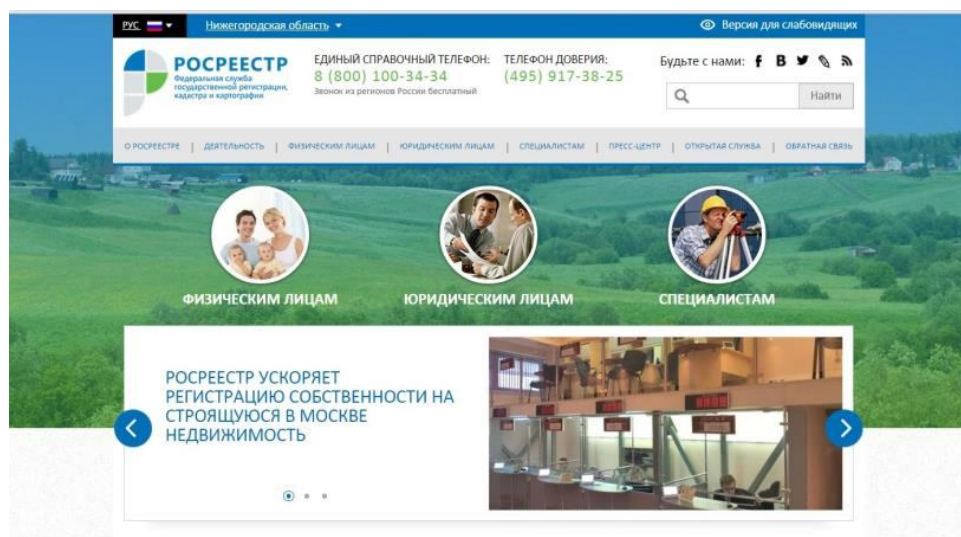 РУС
Нижегородская область
Версия для слабовидящих
РОСРЕЕСТР
Федеральная служба
государственной регистрации,
кадастра и картографии
ЕДИНЫЙ СПРАВОЧНЫЙ ТЕЛЕФОН:
8 (800) 100-34-34
Звонок из регионов России бесплатный
ТЕЛЕФОН ДОВЕРИЯ:
(495) 917-38-25
Будьте с нами:
Найти
О РОСРЕЕСТРЕ | ДЕЯТЕЛЬНОСТЬ | ФИЗИЧЕСКИМ ЛИЦАМ | ЮРИДИЧЕСКИМ ЛИЦАМ | СПЕЦИАЛИСТАМ | ПРЕСС-ЦЕНТР | ОТКРЫТАЯ СЛУЖБА | ОБРАТНАЯ СВЯЗЬ
ФИЗИЧЕСКИМ ЛИЦАМ
ЮРИДИЧЕСКИМ ЛИЦАМ
СПЕЦИАЛИСТАМ
РОСРЕЕСТР УСКОРЯЕТ
РЕГИСТРАЦИЮ СОБСТВЕННОСТИ НА
СТРОЯЩУЮСЯ В МОСКВЕ
НЕДВИЖИМОСТЬ